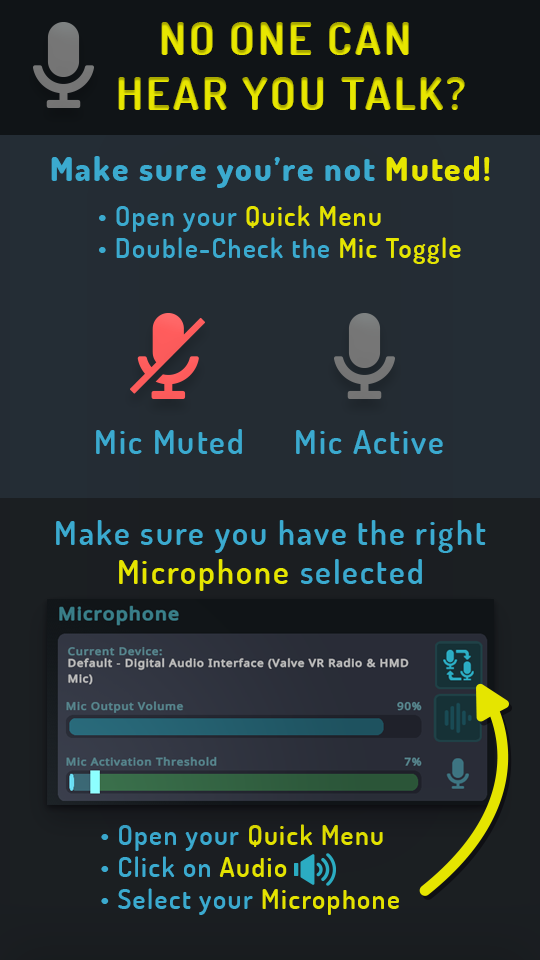 NO ONE CAN
HEAR YOU TALK?
Make sure you're not Muted!
• Open your Quick Menu
• Double-Check the Mic Toggle
Mic Muted
Mic Active
Make sure you have the right
Microphone selected
Microphone
Current Device:
Default - Digital Audio Interface (Valve VR Radio & HMD
Mic)
Mic Output Volume 90%
Mic Activation Threshold 7%
• Open your Quick Menu
• Click on Audio
• Select your Microphone